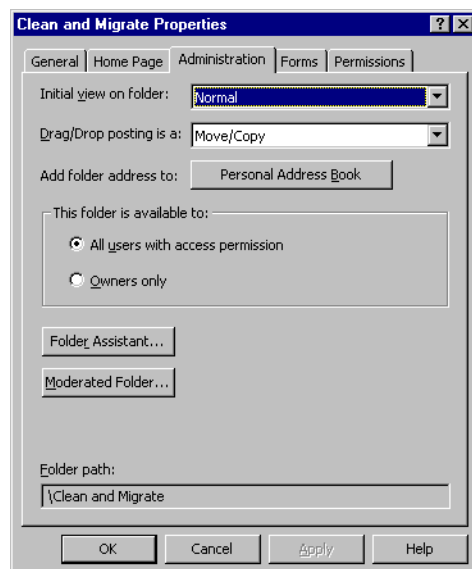 Clean and Migrate Properties
General Home Page Administration Forms Permissions
Initial view on folder: Normal
Drag/Drop posting is a: Move/Copy
Add folder address to: Personal Address Book
This folder is available to:
All users with access permission
Owners only
Folder Assistant...
Moderated Folder...
Folder path:
\Clean and Migrate
OK Cancel Apply Help